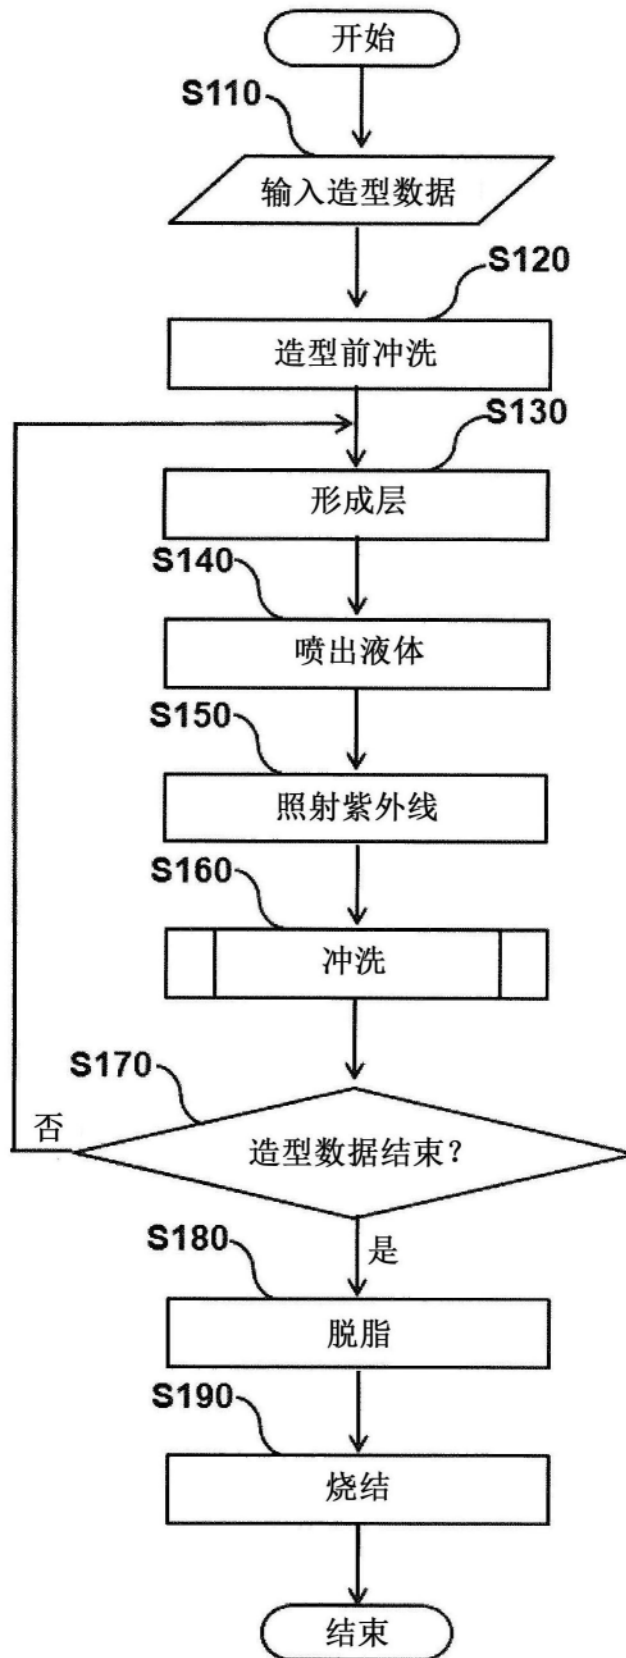 开始
S110
输入造型数据
S120
造型前冲洗
S130
形成层
S140
喷出液体
S150
照射紫外线
S160
冲洗
S170
否
造型数据结束？
是
S180
脱脂
S190
烧结
结束